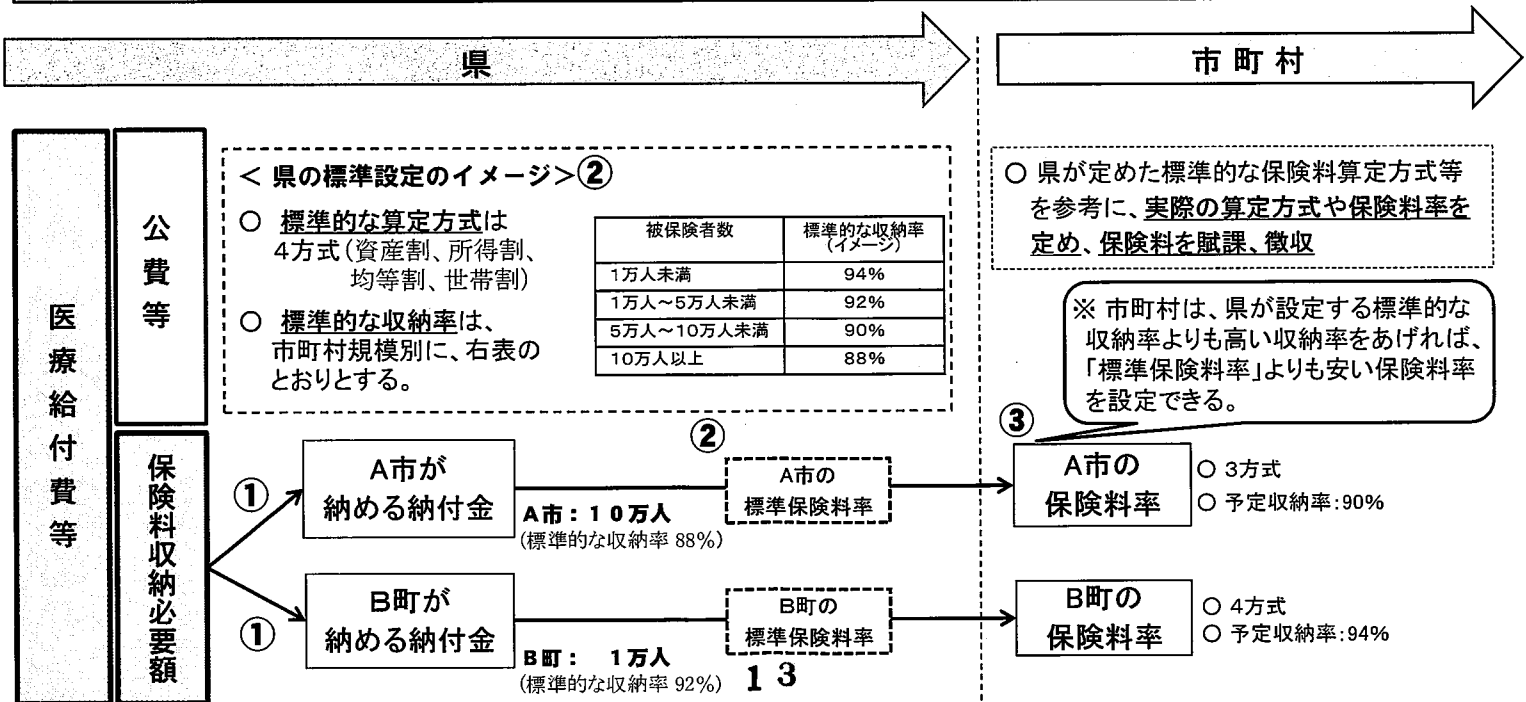 県
市町村
医療給付費等
公費等
保険料収納必要額
＜ 県の標準設定のイメージ＞②
○ 標準的な算定方式は
4方式(資産割、所得割、
均等割、世帯割)
○ 標準的な収納率は、
市町村規模別に、右表の
とおりとする。
被保険者数 標準的な収納率
(イメージ)
1万人未満 94%
1万人～5万人未満 92%
5万人～10万人未満 90%
10万人以上 88%
○ 県が定めた標準的な保険料算定方式等
を参考に、実際の算定方式や保険料率を
定め、保険料を賦課、徴収
※ 市町村は、県が設定する標準的な
収納率よりも高い収納率をあげれば、
「標準保険料率」よりも安い保険料率
を設定できる。
①
A市が
納める納付金
A市：10万人
(標準的な収納率 88%)
②
A市の
標準保険料率
③
A市の
保険料率
○ 3方式
○ 予定収納率:90%
①
B町が
納める納付金
B町： 1万人
(標準的な収納率 92%)
B町の
標準保険料率
B町の
保険料率
○ 4方式
○ 予定収納率:94%
13